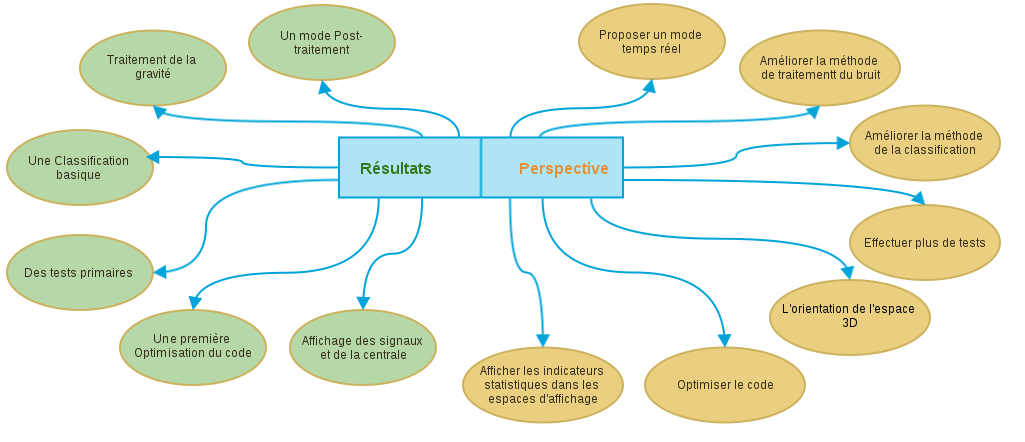 Un mode Post-
traitement
Proposer un mode
temps réel
Traitement de la
gravité
Améliorer la méthode
de traitementt du bruit
Améliorer la méthode
de la classification
Une Classification
basique
Résultats
Perspective
Des tests primaires
Effectuer plus de tests
L'orientation de l'espace
3D
Une première
Optimisation du code
Affichage des signaux
et de la centrale
Afficher les indicateurs
statistiques dans les
espaces d'affichage
Optimiser le code